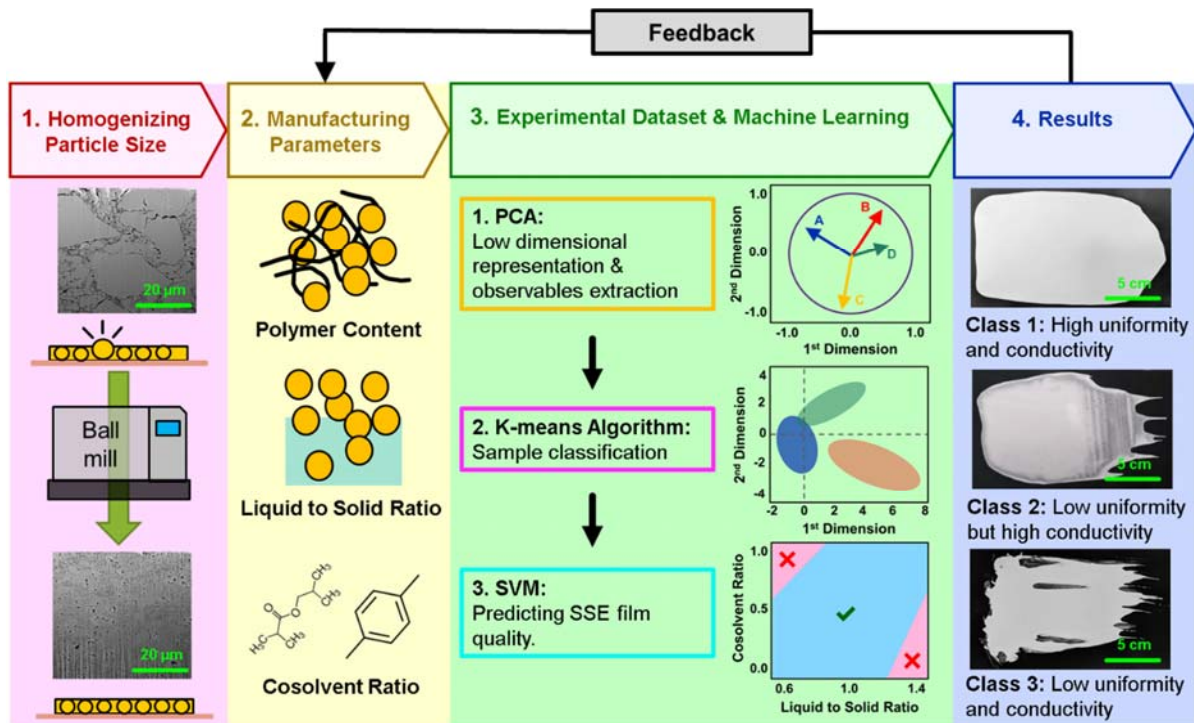 Feedback
1. Homogenizing
Particle Size
20 µm
Ball
mill
20 µm
2. Manufacturing
Parameters
Polymer Content
Liquid to Solid Ratio
CH₃
CH₃
O
O
H₃C
CH₃
Cosolvent Ratio
3. Experimental Dataset & Machine Learning
1. PCA:
Low dimensional
representation &
observables extraction
2nd Dimension
1.0
0.0
-1.0
A
B
C
D
-1.0 0.0 1.0
1st Dimension
2. K-means Algorithm:
Sample classification
2nd Dimension
4
2
0
-2
-4
-2 0 2 4 6 8
1st Dimension
3. SVM:
Predicting SSE film
quality.
Cosolvent Ratio
1.0
0.5
0.0
0.6 1.0 1.4
Liquid to Solid Ratio
4. Results
5 cm
Class 1: High uniformity
and conductivity
5 cm
Class 2: Low uniformity
but high conductivity
5 cm
Class 3: Low uniformity
and conductivity